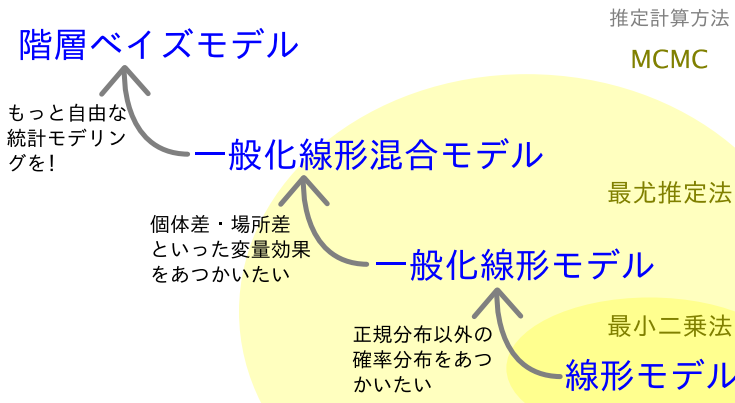 推定計算方法
階層ベイズモデル
MCMC
もっと自由な
統計モデリン
グを!
一般化線形混合モデル
最尤推定法
個体差・場所差
といった変量効果
をあつかいたい
一般化線形モデル
最小二乗法
正規分布以外の
確率分布をあつ
かいたい
線形モデル